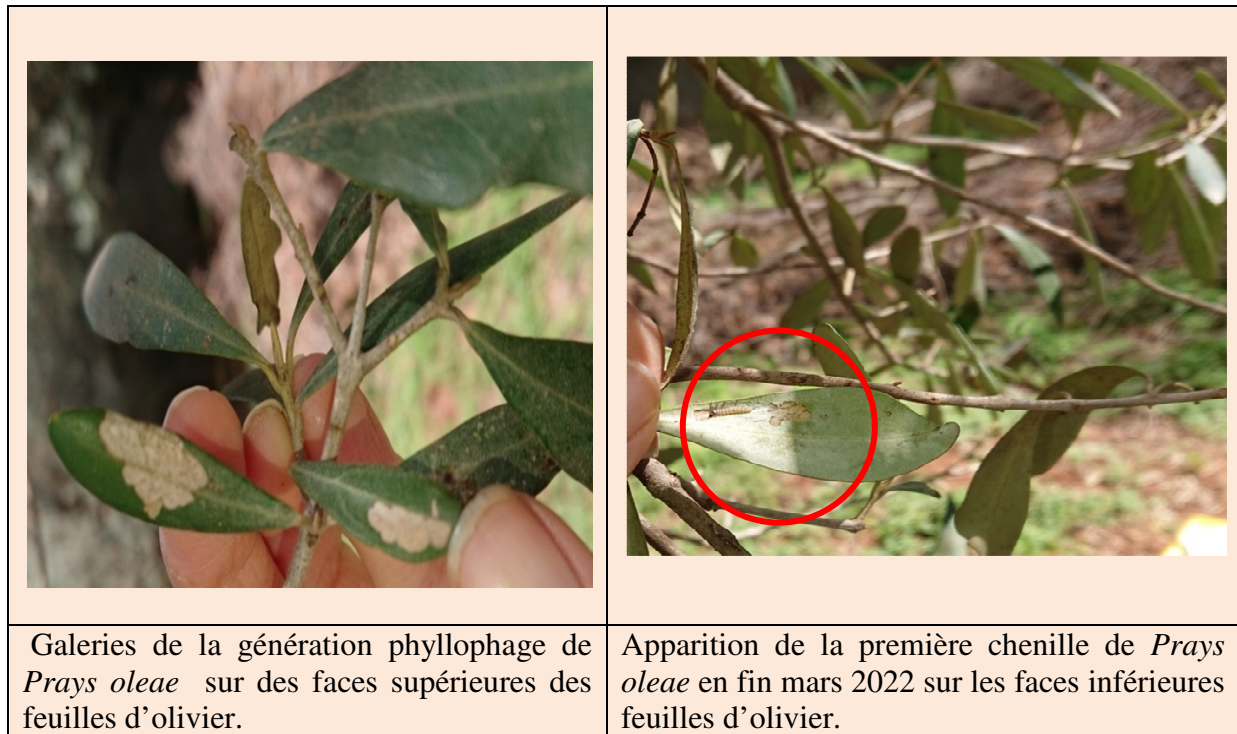 Galeries de la génération phyllophage de
Prays oleae sur des faces supérieures des
feuilles d’olivier.
Apparition de la première chenille de Prays
oleae en fin mars 2022 sur les faces inférieures
feuilles d’olivier.